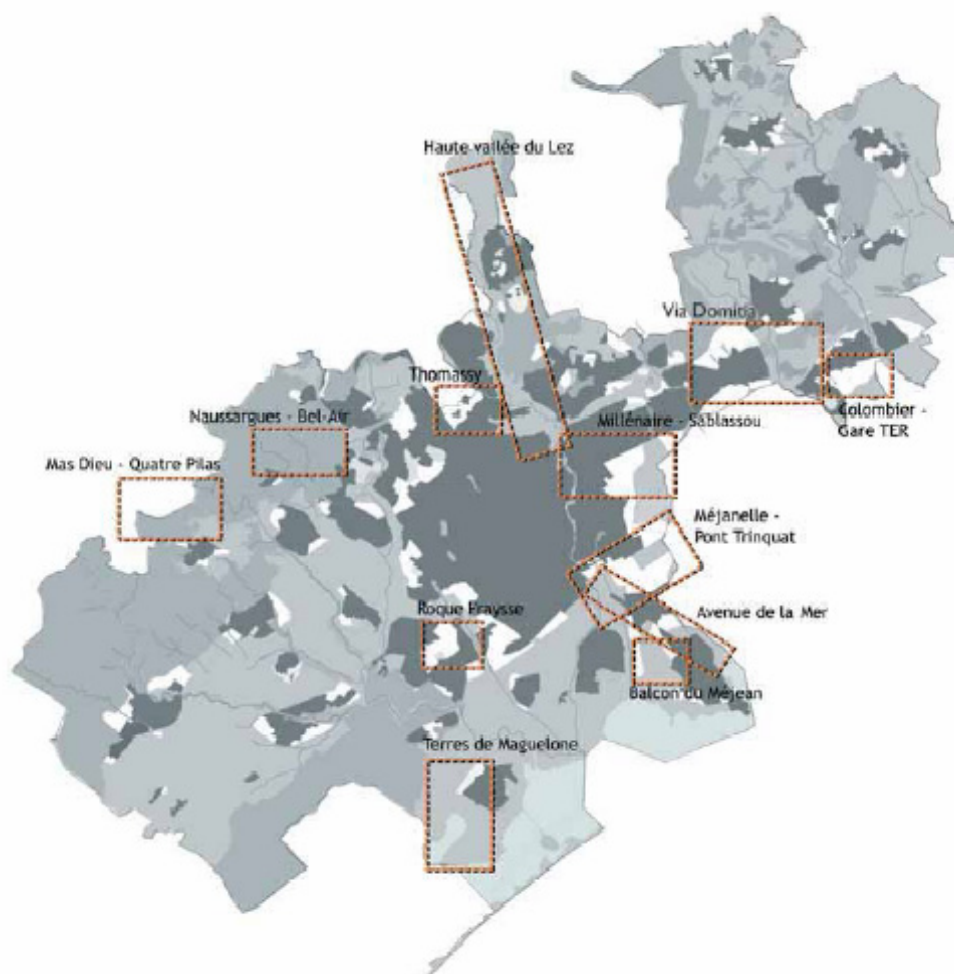 Haute vallée du Lez
Via Domitia
Thomassy
Colombier -
Gare TER
Naussargues - Bel-Air
Millénaire - Sablassou
Mas Dieu - Quatre Pilas
Méjanelle -
Pont Trinquat
Roque Fraysse
Avenue de la Mer
Balcon du Méjean
Terres de Maguelone